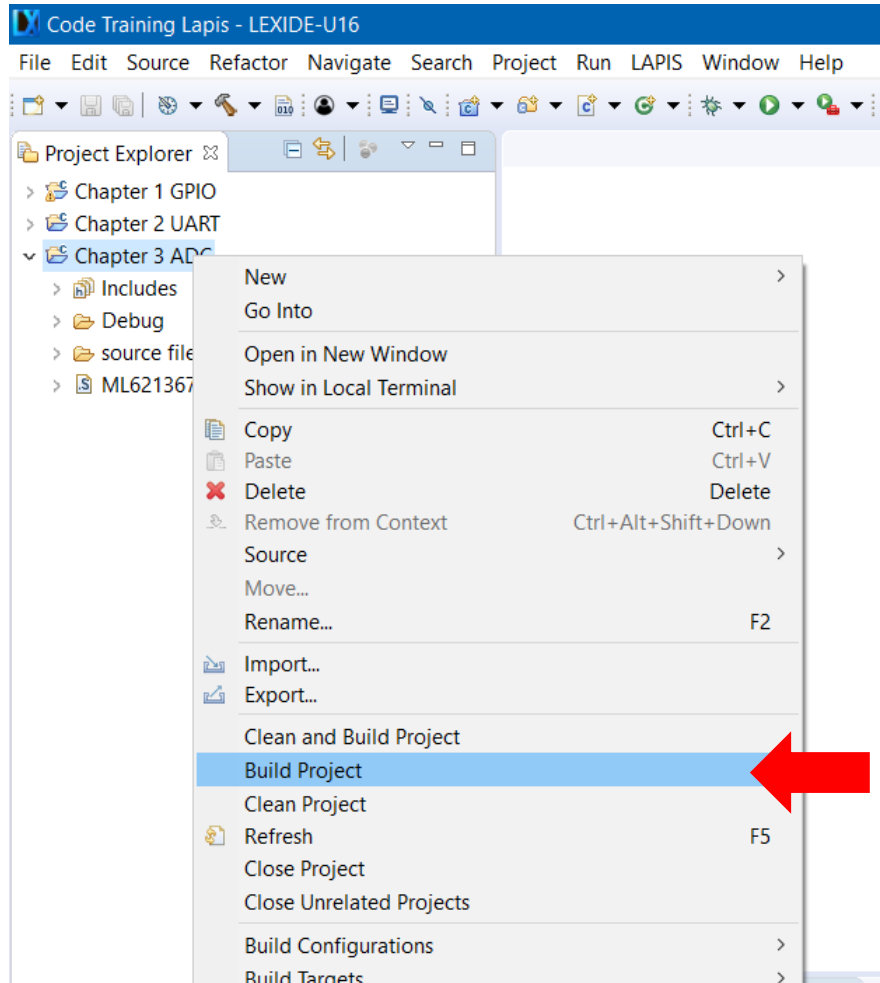 Code Training Lapis - LEXIDE-U16
File Edit Source Refactor Navigate Search Project Run LAPIS Window Help
Project Explorer
Chapter 1 GPIO
Chapter 2 UART
Chapter 3 ADC
Includes
Debug
source file
ML621367
New
Go Into
Open in New Window
Show in Local Terminal
Copy Ctrl+C
Paste Ctrl+V
Delete Delete
Remove from Context Ctrl+Alt+Shift+Down
Source
Move...
Rename... F2
Import...
Export...
Clean and Build Project
Build Project
Clean Project
Refresh F5
Close Project
Close Unrelated Projects
Build Configurations
Build Targets